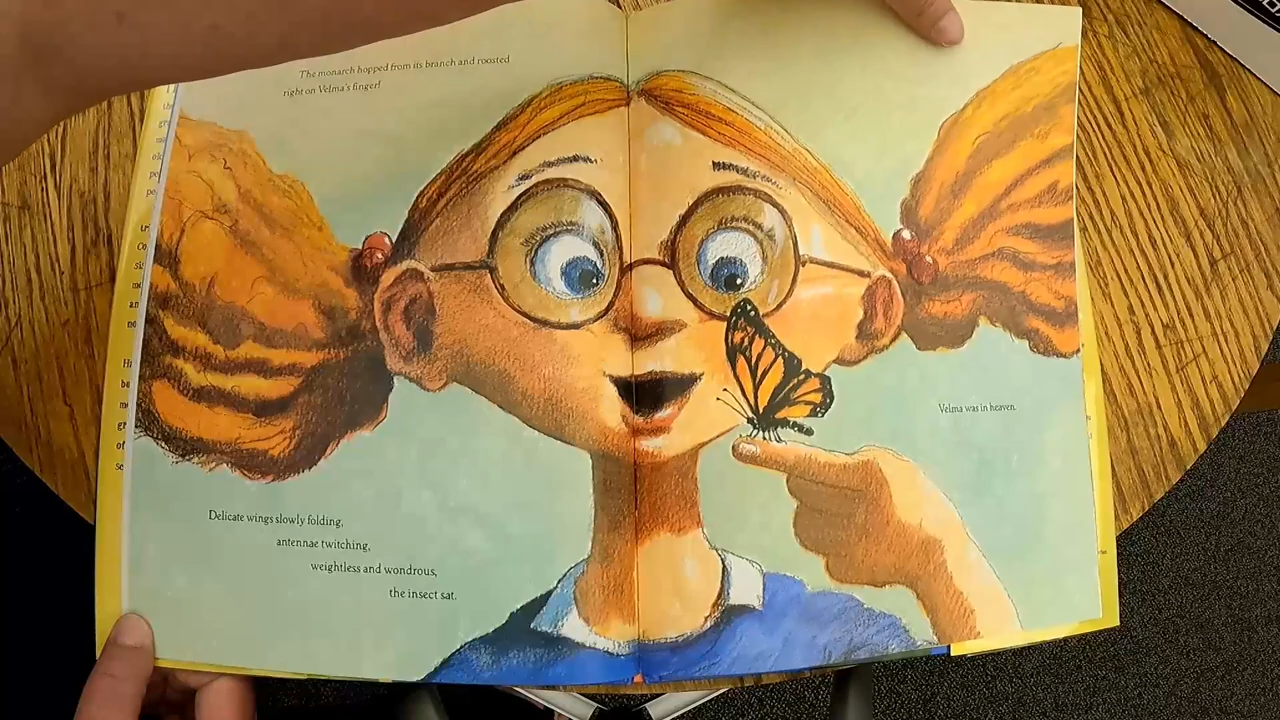 The monarch hopped from its branch and roosted
right on Velma's finger!
Delicate wings slowly folding,
antennae twitching,
weightless and wondrous,
the insect sat.
Velma was in heaven.